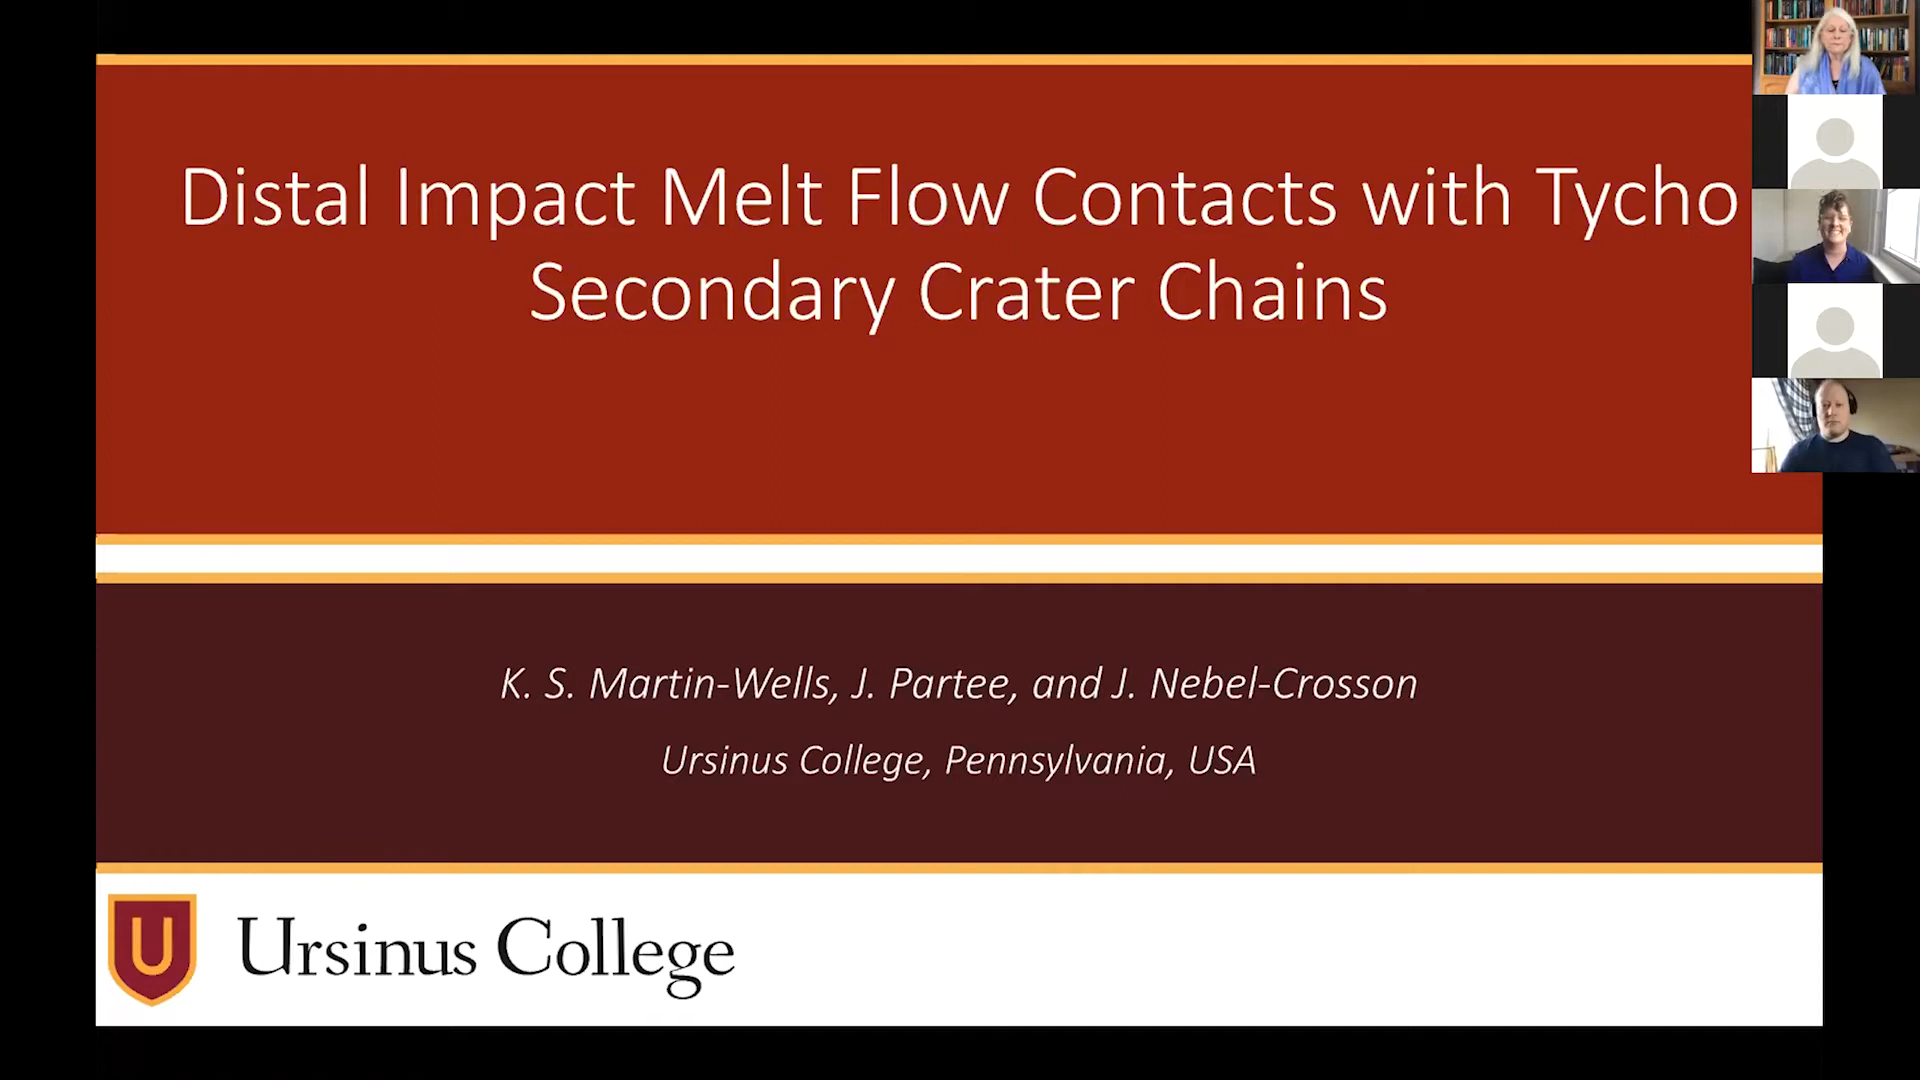 Distal Impact Melt Flow Contacts with Tycho
Secondary Crater Chains
K. S. Martin-Wells, J. Partee, and J. Nebel-Crosson
Ursinus College, Pennsylvania, USA
U
Ursinus College